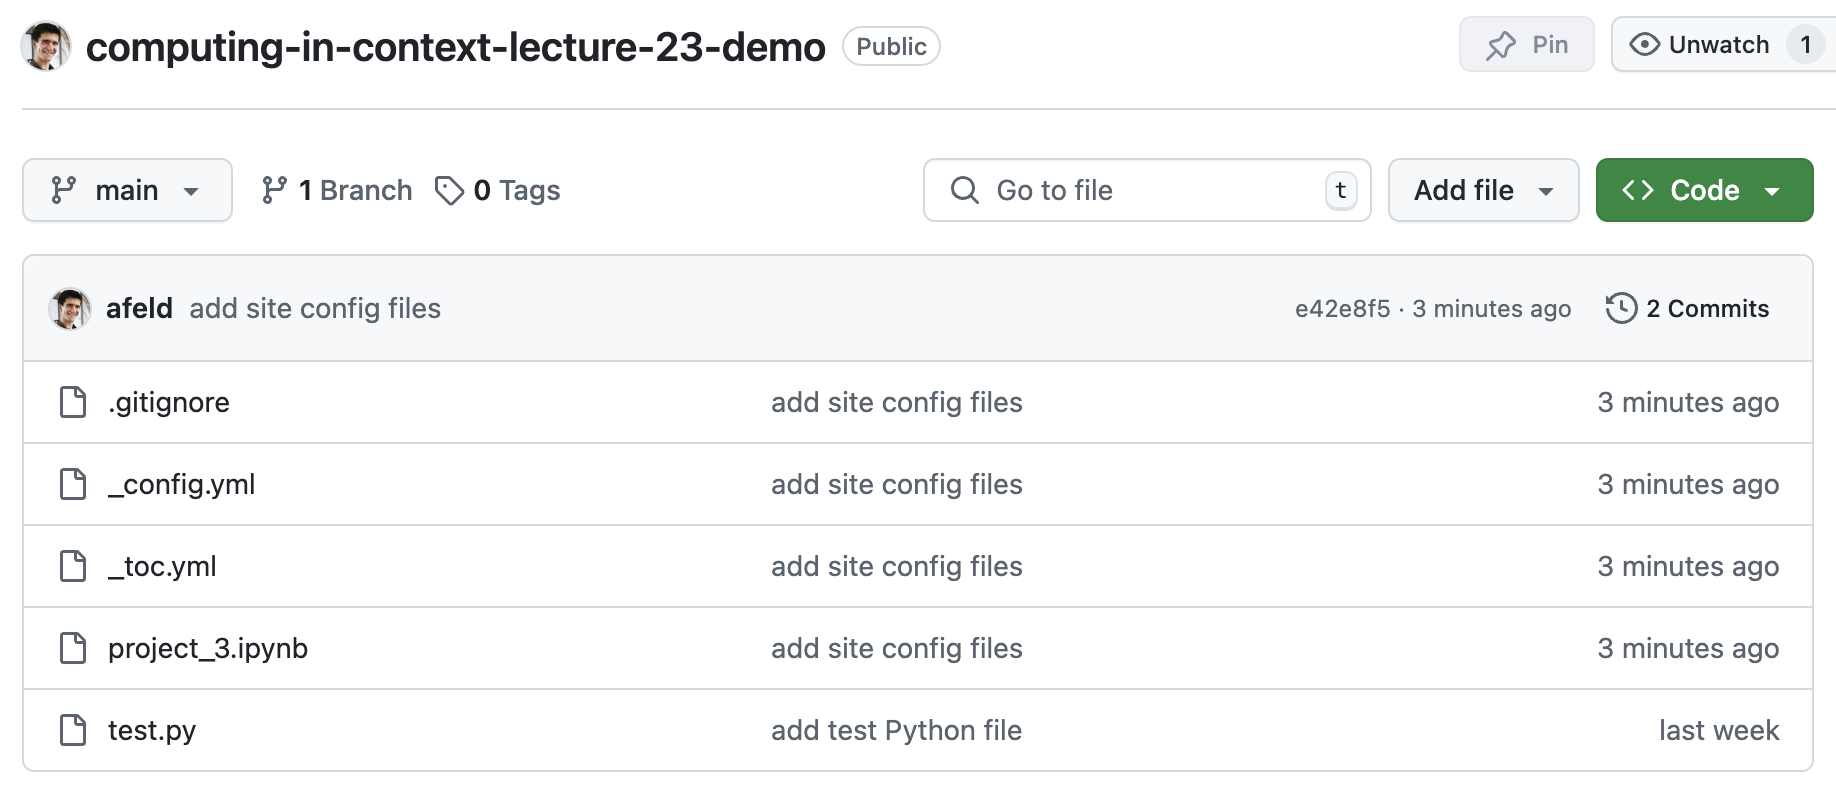 computing-in-context-lecture-23-demo Public Pin Unwatch 1
main 1 Branch 0 Tags Go to file t Add file <> Code
afeld add site config files e42e8f5 · 3 minutes ago 2 Commits
.gitignore add site config files 3 minutes ago
_config.yml add site config files 3 minutes ago
_toc.yml add site config files 3 minutes ago
project_3.ipynb add site config files 3 minutes ago
test.py add test Python file last week